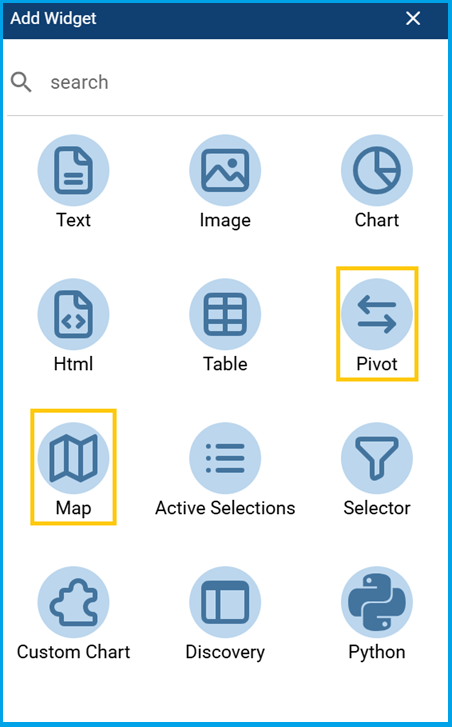 Add Widget
search
Text
Image
Chart
Html
Table
Pivot
Map
Active Selections
Selector
Custom Chart
Discovery
Python